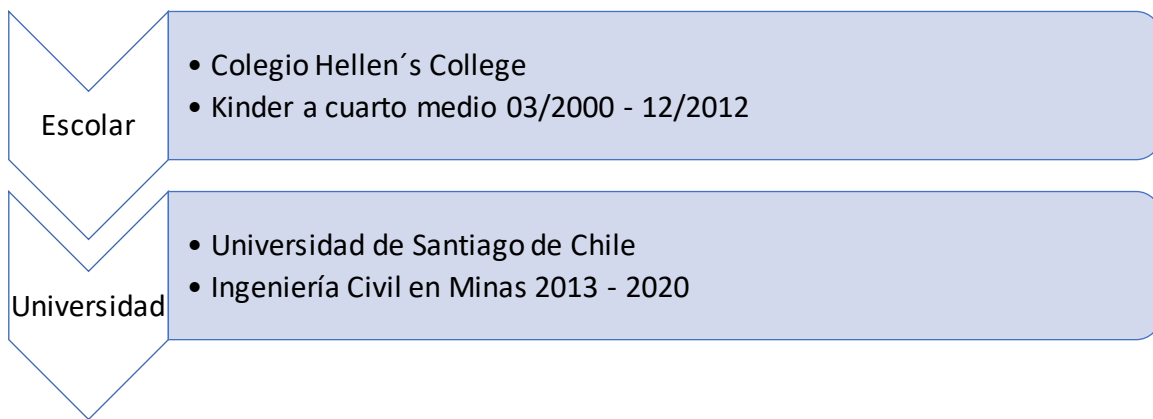 Escolar
• Colegio Hellen´s College
• Kinder a cuarto medio 03/2000 - 12/2012
Universidad
• Universidad de Santiago de Chile
• Ingeniería Civil en Minas 2013 - 2020